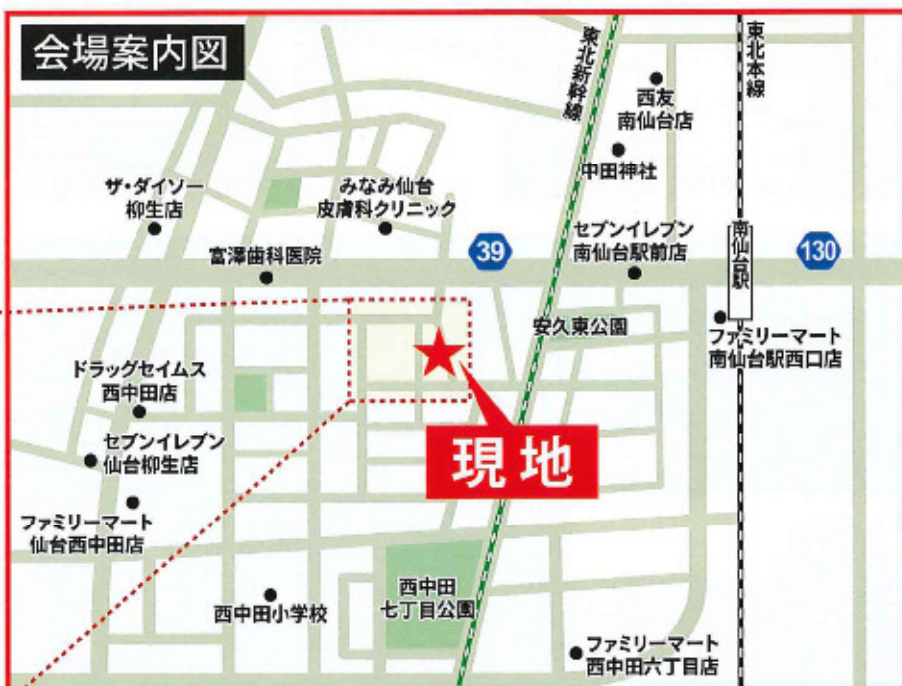 会場案内図
東北新幹線
東北本線
西友
南仙台店
中田神社
ザ・ダイソー
柳生店
みなみ仙台
皮膚科クリニック
富澤歯科医院
39
セブンイレブン
南仙台駅前店
南仙台駅
130
安久東公園
ファミリーマート
南仙台駅西口店
ドラッグセイムス
西中田店
現地
セブンイレブン
仙台柳生店
ファミリーマート
仙台西中田店
西中田小学校
西中田
七丁目公園
ファミリーマート
西中田六丁目店